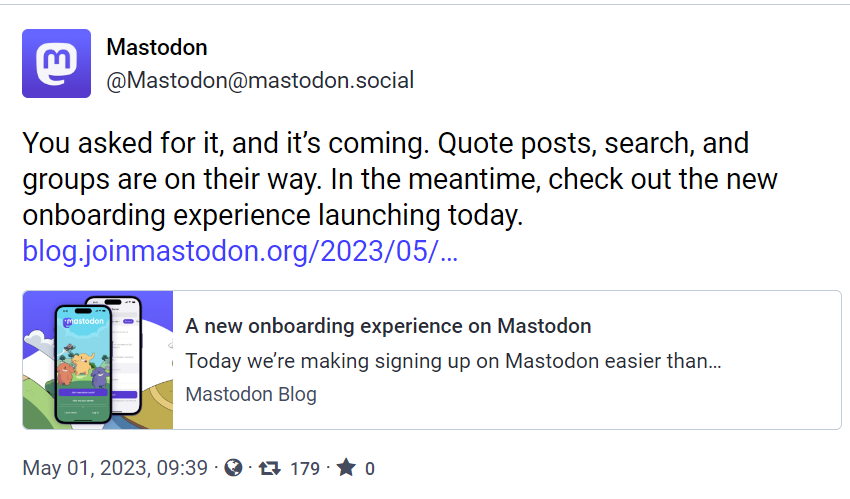 Mastodon
@Mastodon@mastodon.social
You asked for it, and it’s coming. Quote posts, search, and
groups are on their way. In the meantime, check out the new
onboarding experience launching today.
blog.joinmastodon.org/2023/05/…
mastodon
A new onboarding experience on Mastodon
Today we’re making signing up on Mastodon easier than…
Mastodon Blog
May 01, 2023, 09:39 · · 179 · 0